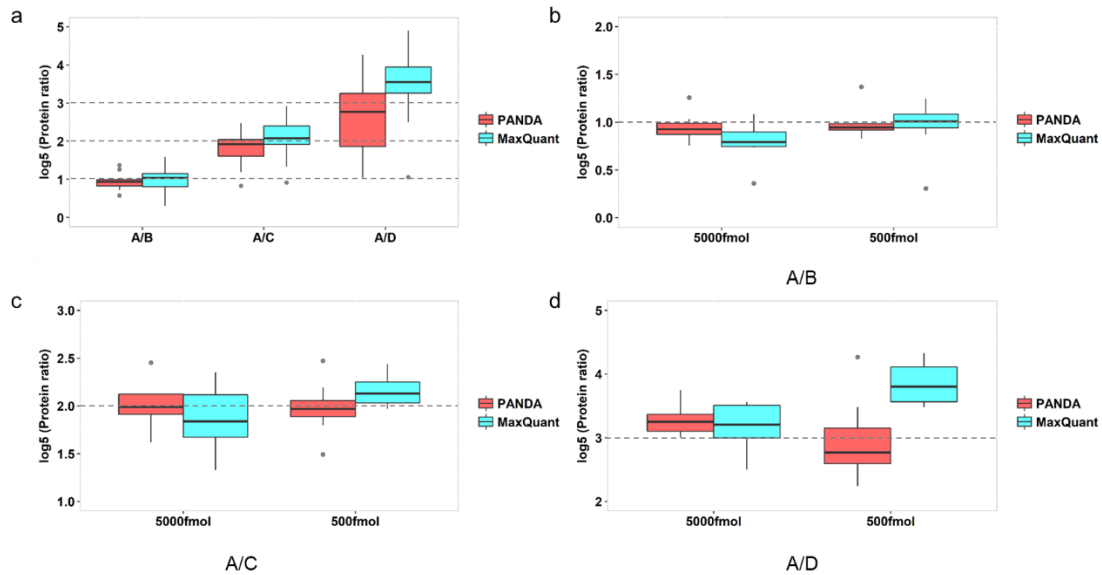 a
log5 (Protein ratio)
5
4
3
2
1
0
A/B
A/C
A/D
PANDA
MaxQuant
b
log5 (Protein ratio)
2.0
1.5
1.0
0.5
0.0
5000fmol
500fmol
PANDA
MaxQuant
A/B
c
log5 (Protein ratio)
3.0
2.5
2.0
1.5
1.0
5000fmol
500fmol
PANDA
MaxQuant
A/C
d
log5 (Protein ratio)
5
4
3
2
5000fmol
500fmol
PANDA
MaxQuant
A/D